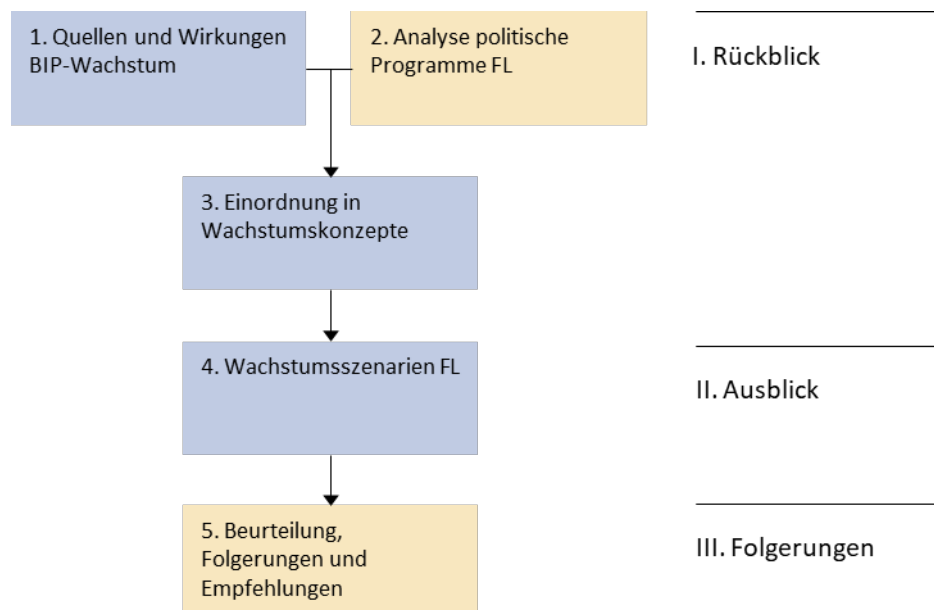 1. Quellen und Wirkungen
BIP-Wachstum
2. Analyse politische
Programme FL
I. Rückblick
3. Einordnung in
Wachstumskonzepte
4. Wachstumsszenarien FL
II. Ausblick
5. Beurteilung,
Folgerungen und
Empfehlungen
III. Folgerungen